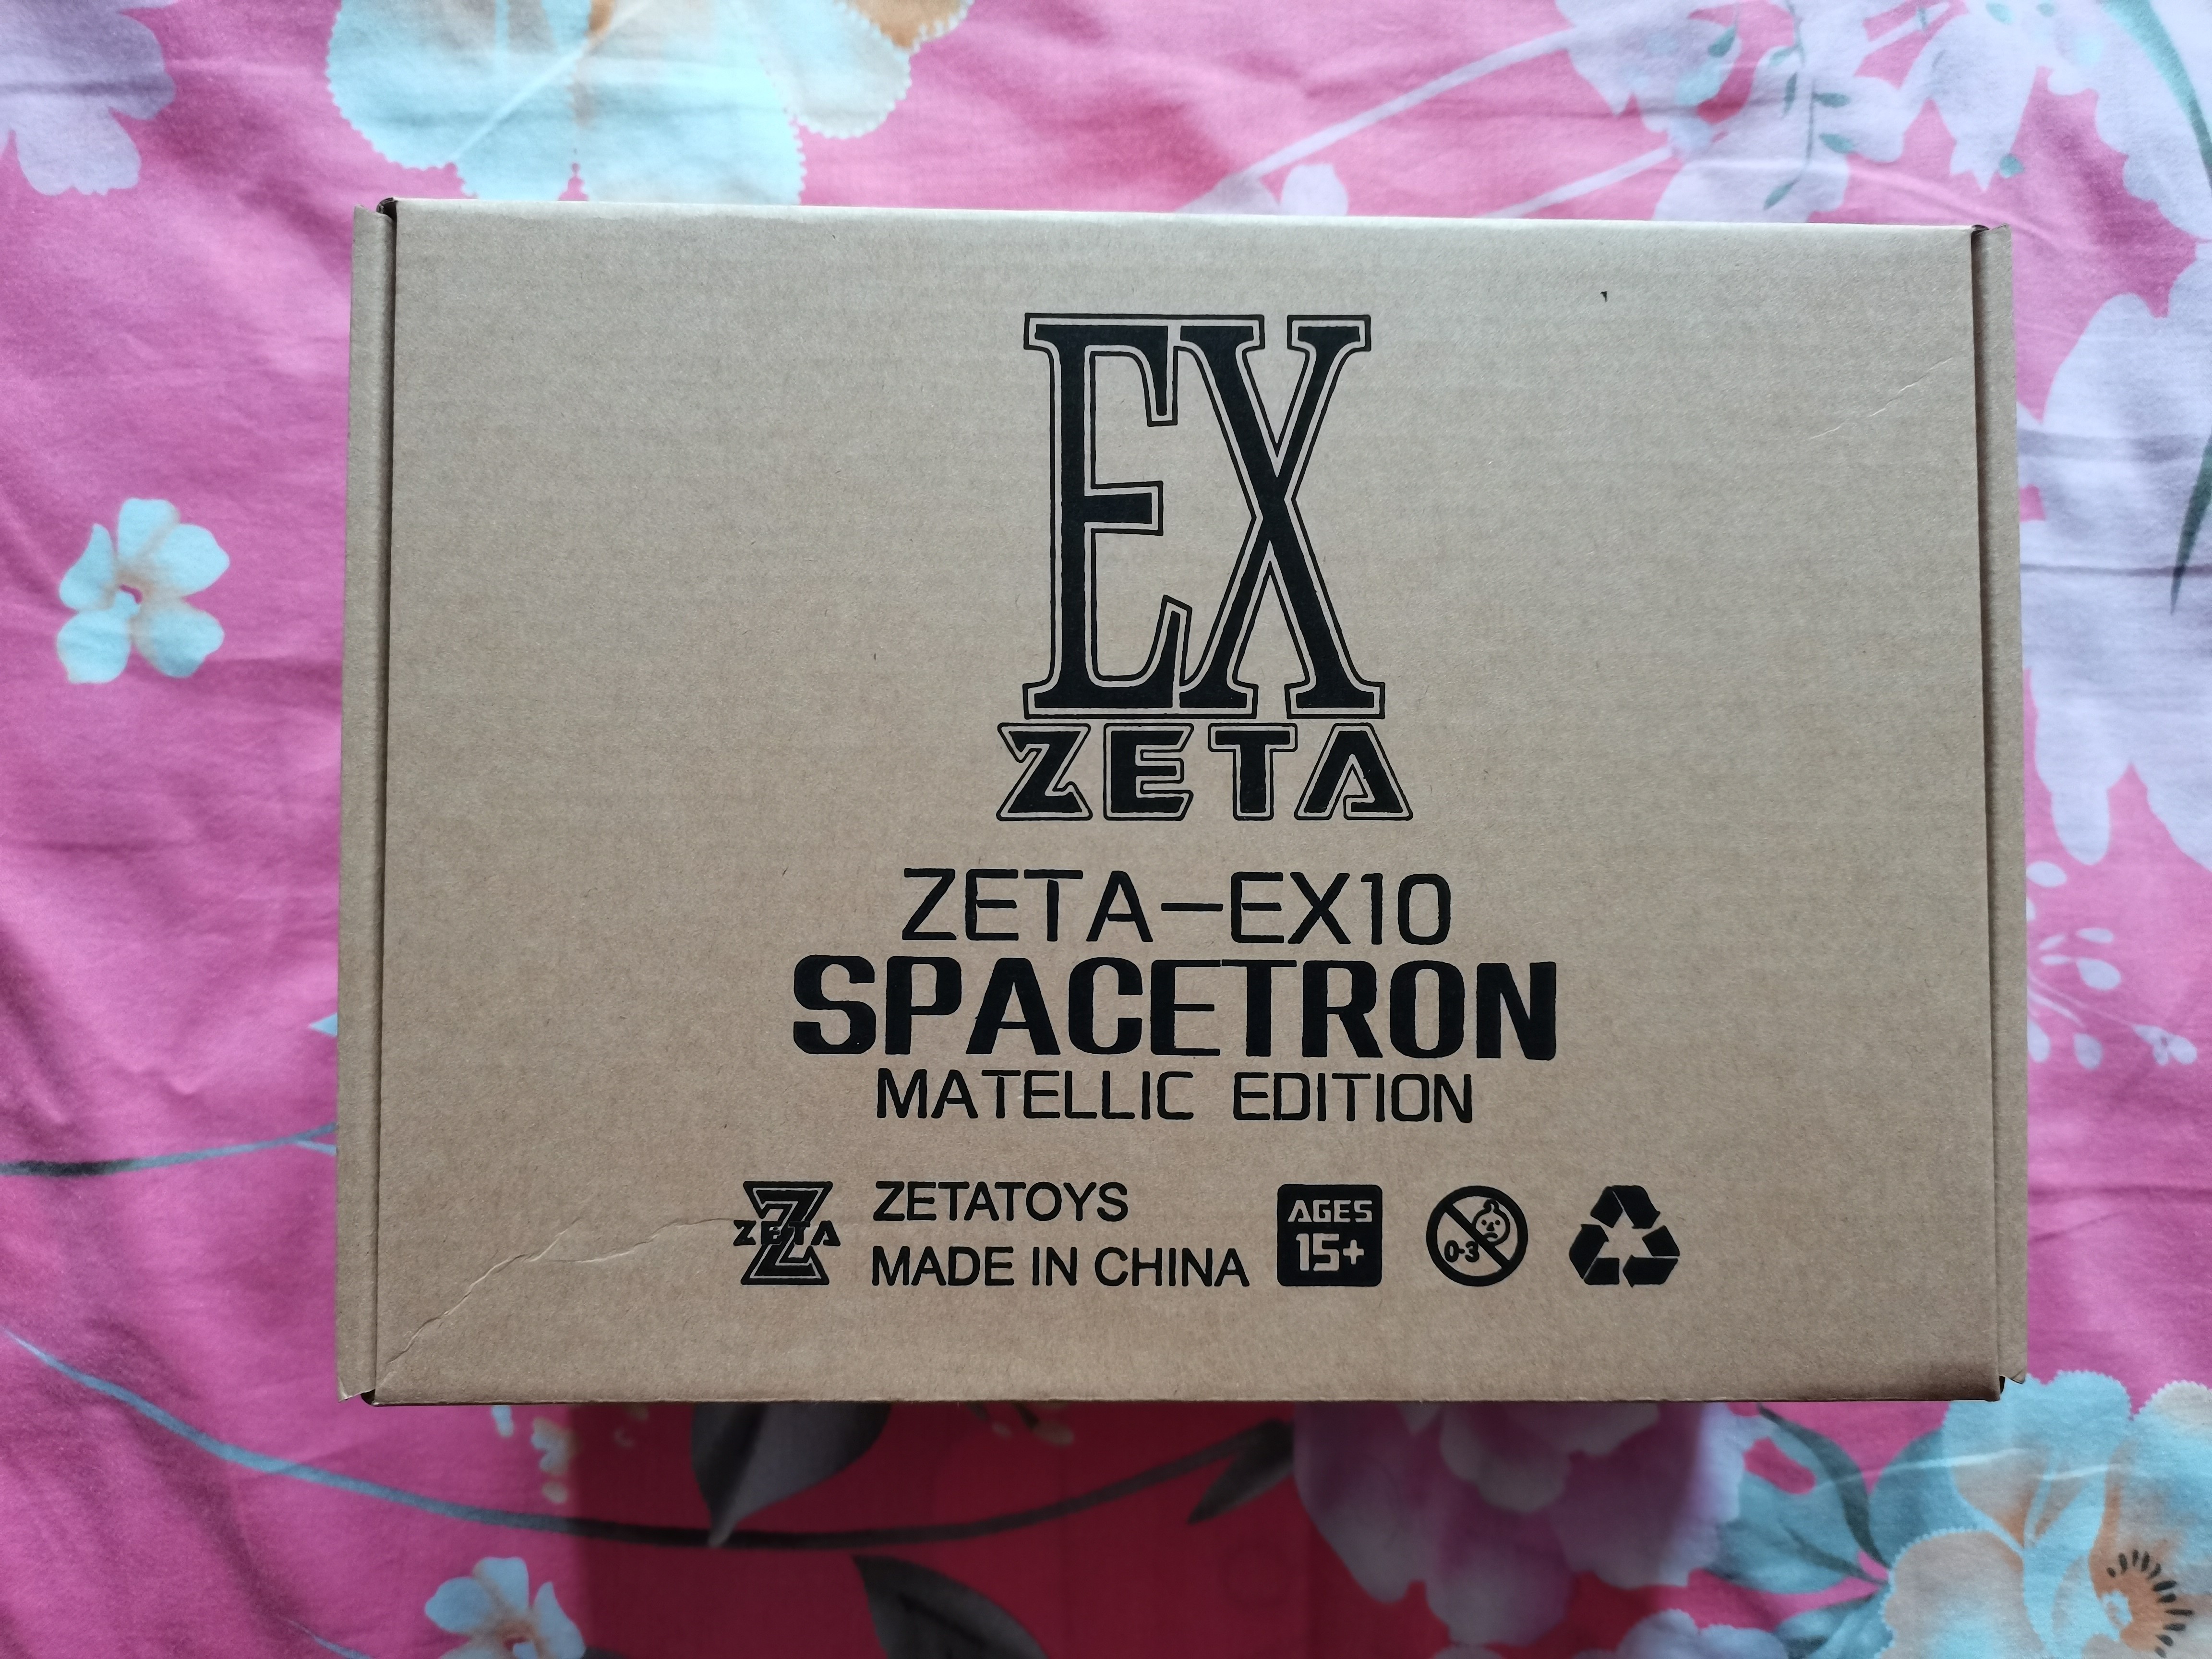 EX
ZETA
ZETA-EX10
SPACETRON
MATELLIC EDITION
ZETA
ZETATOYS
MADE IN CHINA
AGES
15+
0-3